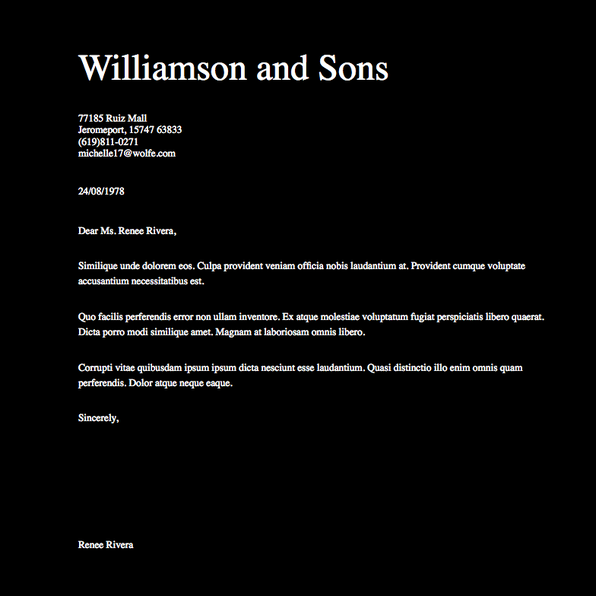 Williamson and Sons
77185 Ruiz Mall
Jeromeport, 15747 63833
(619)811-0271
michelle17@wolfe.com
24/08/1978
Dear Ms. Renee Rivera,
Similique unde dolorem eos. Culpa provident veniam officia nobis laudantium at. Provident cumque voluptate
accusantium necessitatibus est.
Quo facilis perferendis error non ullam inventore. Ex atque molestiae voluptatum fugiat perspiciatis libero quaerat.
Dicta porro modi similique amet. Magnam at laboriosam omnis libero.
Corrupti vitae quibusdam ipsum ipsum dicta nesciunt esse laudantium. Quasi distinctio illo enim omnis quam
perferendis. Dolor atque neque eaque.
Sincerely,
Renee Rivera